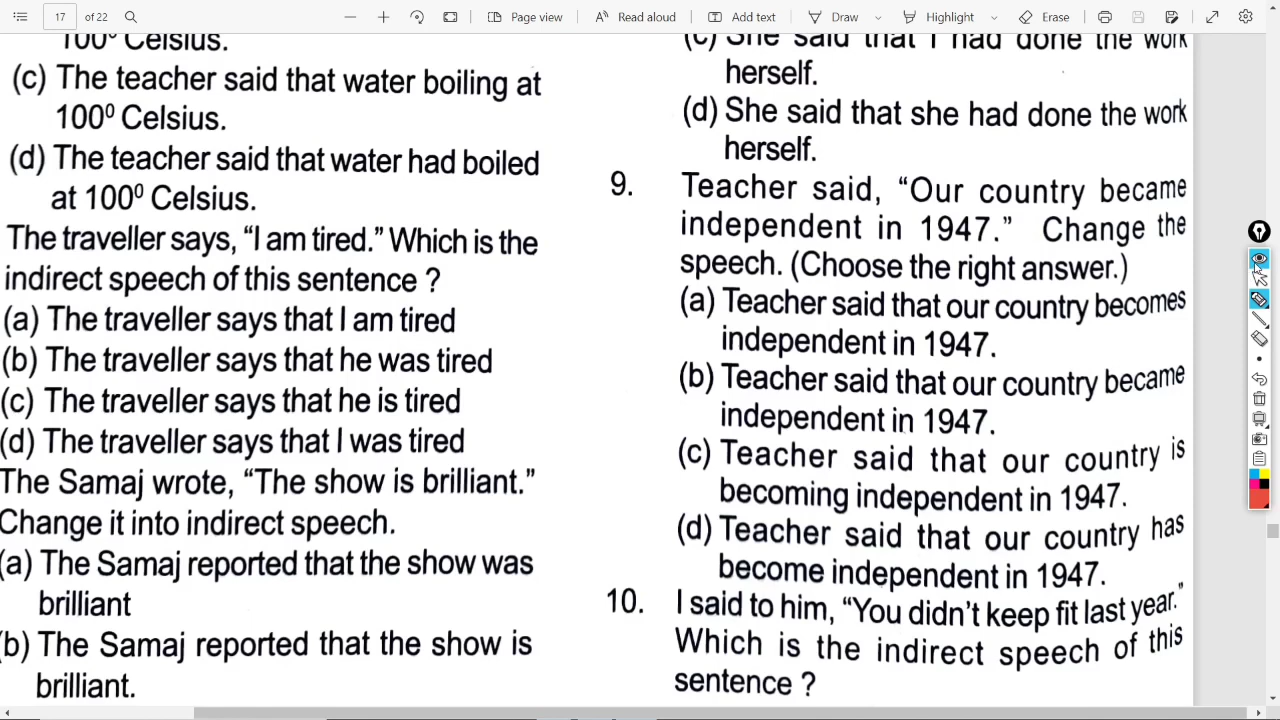 17 of 22 Page view Read aloud Add text Draw Highlight Erase
100⁰ Celsius.
(c) The teacher said that water boiling at
100⁰ Celsius.
(d) The teacher said that water had boiled
at 100⁰ Celsius.
The traveller says, “I am tired.” Which is the
indirect speech of this sentence ?
(a) The traveller says that I am tired
(b) The traveller says that he was tired
(c) The traveller says that he is tired
(d) The traveller says that I was tired
The Samaj wrote, “The show is brilliant.”
Change it into indirect speech.
(a) The Samaj reported that the show was
brilliant
(b) The Samaj reported that the show is
brilliant.
(c) She said that I had done the work
herself.
(d) She said that she had done the work
herself.
9. Teacher said, “Our country became
independent in 1947.” Change the
speech. (Choose the right answer.)
(a) Teacher said that our country becomes
independent in 1947.
(b) Teacher said that our country became
independent in 1947.
(c) Teacher said that our country is
becoming independent in 1947.
(d) Teacher said that our country has
become independent in 1947.
10. I said to him, “You didn’t keep fit last year.”
Which is the indirect speech of this
sentence ?